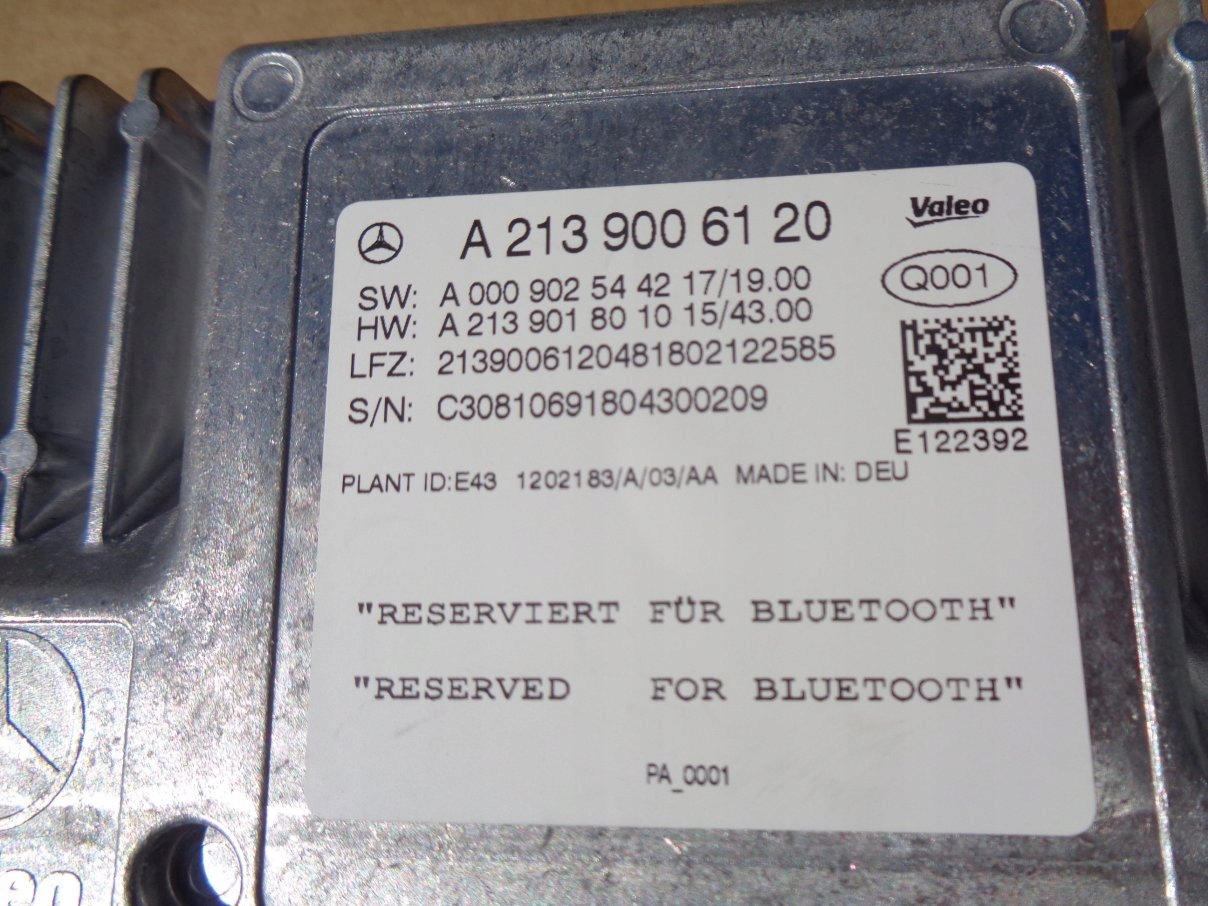 A 213 900 61 20
Valeo
SW: A 000 902 54 42 17/19.00
Q001
HW: A 213 901 80 10 15/43.00
LFZ: 2139006120481802122585
S/N: C30810691804300209
E122392
PLANT ID:E43 1202183/A/03/AA MADE IN: DEU
"RESERVIERT FÜR BLUETOOTH"
"RESERVED FOR BLUETOOTH"
PA_0001